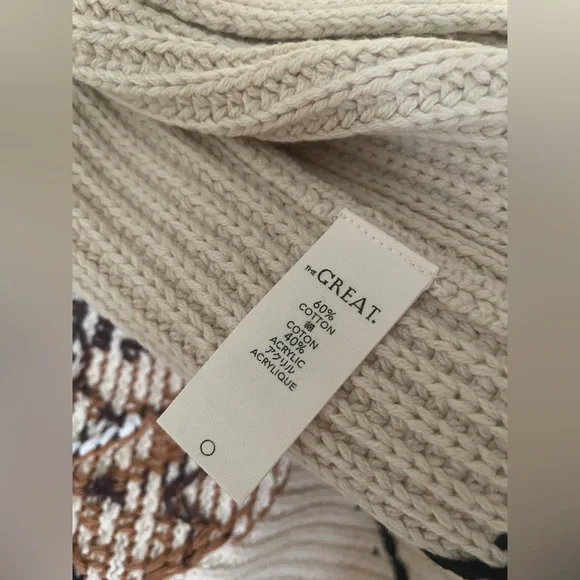 THE GREAT.
60%
COTTON
綿
COTON
40%
ACRYLIC
アクリル
ACRYLIQUE
O